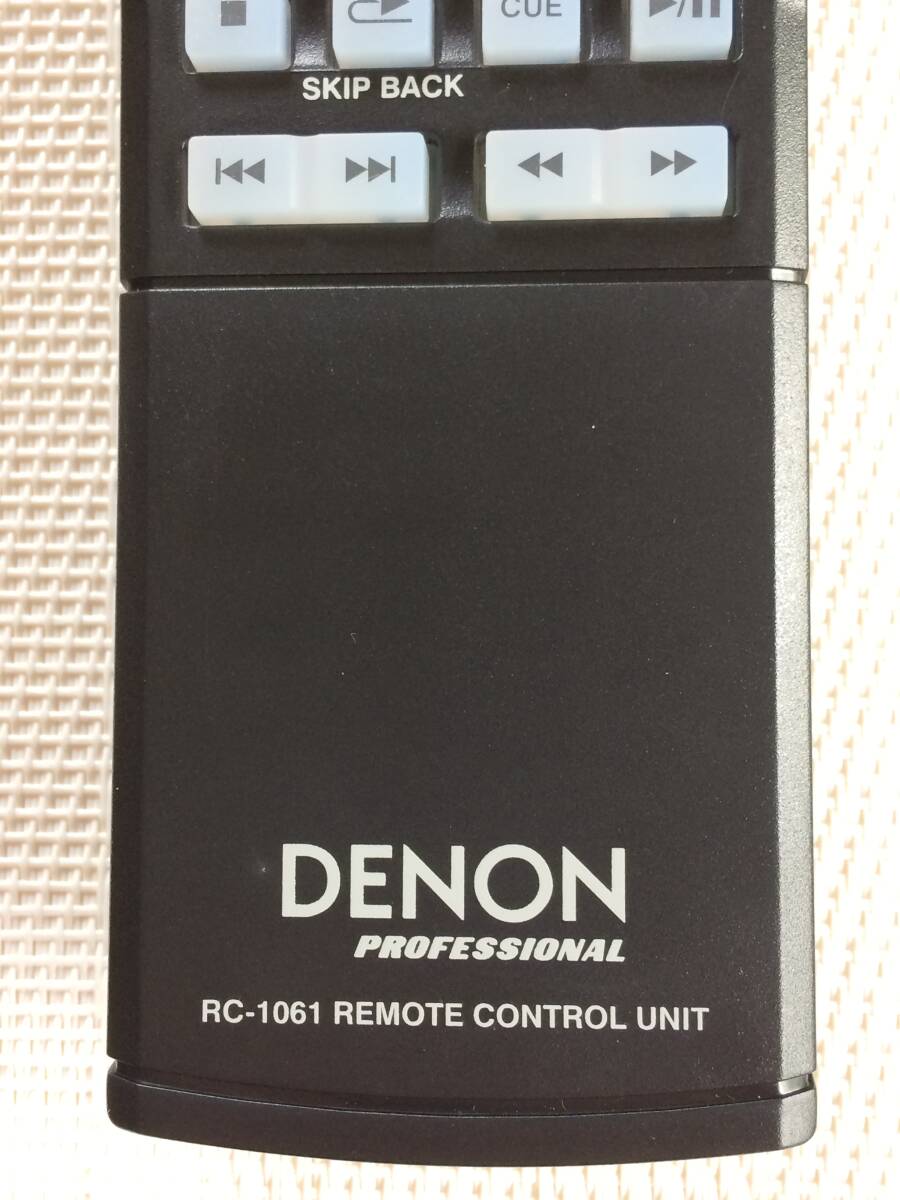 CUE
SKIP BACK
DENON
PROFESSIONAL
RC-1061 REMOTE CONTROL UNIT